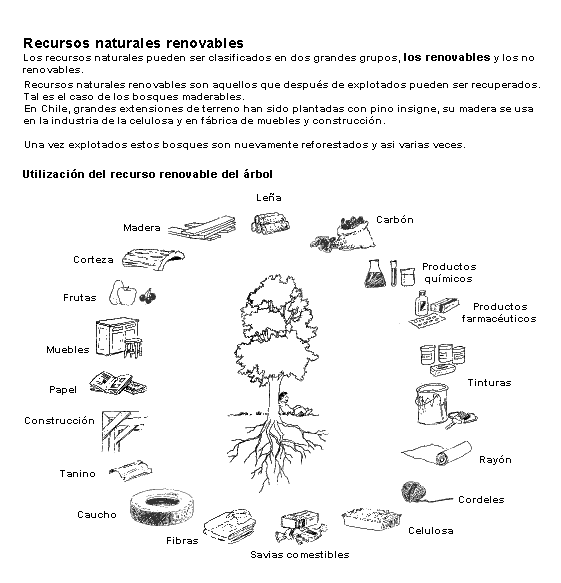 Recursos naturales renovables
Los recursos naturales pueden ser clasificados en dos grandes grupos, los renovables y los no
renovables.
Recursos naturales renovables son aquellos que después de explotados pueden ser recuperados.
Tal es el caso de los bosques maderables.
En Chile, grandes extensiones de terreno han sido plantadas con pino insigne, su madera se usa
en la industria de la celulosa y en fábrica de muebles y construcción.
Una vez explotados estos bosques son nuevamente reforestados y asi varias veces.
Utilización del recurso renovable del árbol
Leña
Madera
Carbón
Corteza
Productos
químicos
Frutas
Productos
farmacéuticos
Muebles
Papel
Tinturas
Construcción
Rayón
Tanino
Cordeles
Caucho
Celulosa
Fibras
Savias comestibles